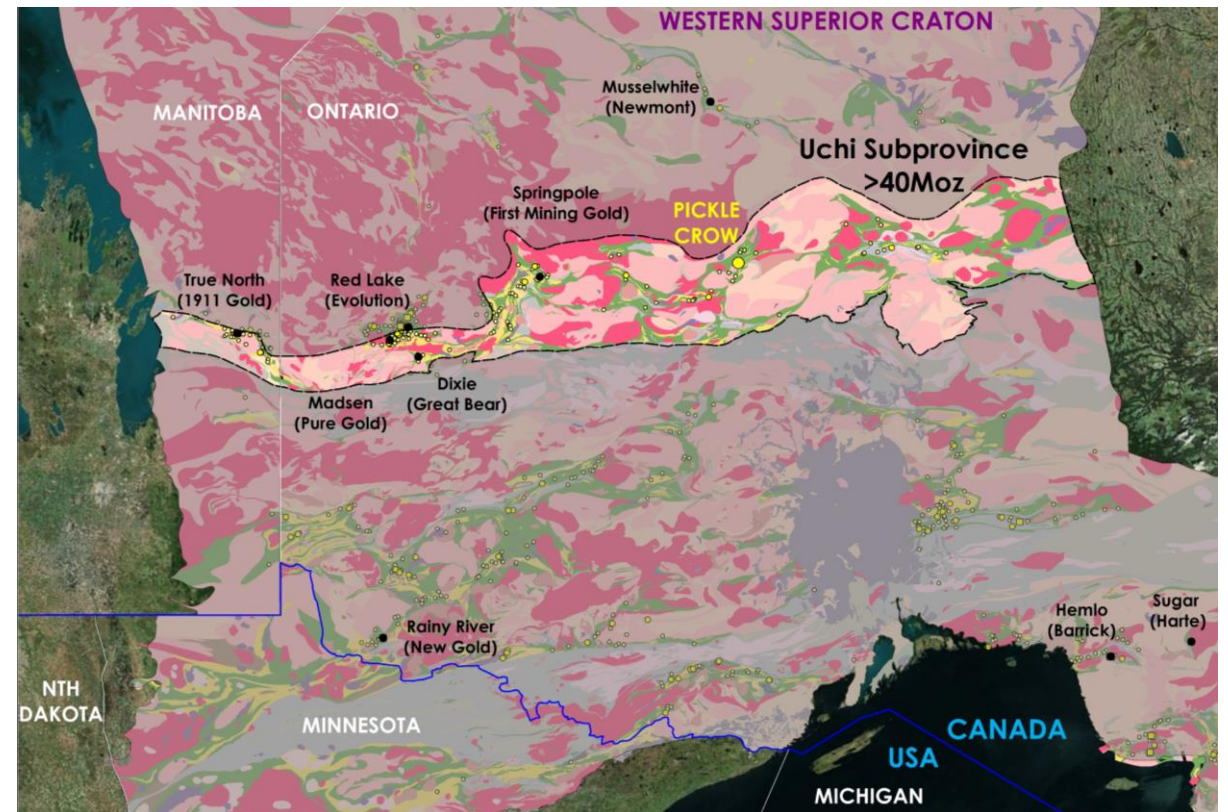 WESTERN SUPERIOR CRATON
MANITOBA
ONTARIO
Musselwhite
(Newmont)
Uchi Subprovince
>40Moz
Springpole
(First Mining Gold)
PICKLE
CROW
True North
(1911 Gold)
Red Lake
(Evolution)
Dixie
(Great Bear)
Madsen
(Pure Gold)
Rainy River
(New Gold)
Hemlo
(Barrick)
Sugar
(Harte)
NTH
DAKOTA
MINNESOTA
CANADA
USA
MICHIGAN